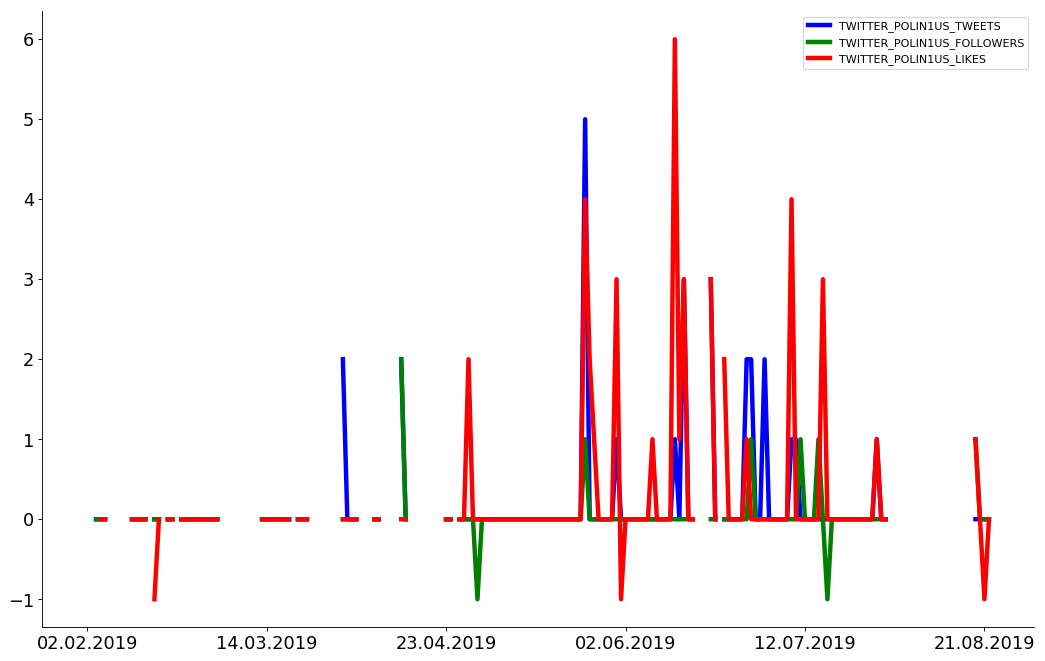 TWITTER_POLIN1US_TWEETS
TWITTER_POLIN1US_FOLLOWERS
TWITTER_POLIN1US_LIKES
6
5
4
3
2
1
0
−1
02.02.2019 14.03.2019 23.04.2019 02.06.2019 12.07.2019 21.08.2019